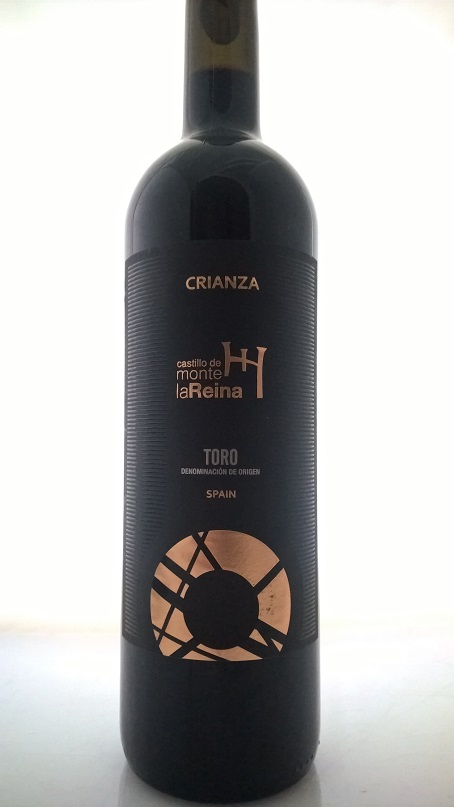 CRIANZA
castillo de
monte
laReina
TORO
DENOMINACIÓN DE ORIGEN
SPAIN